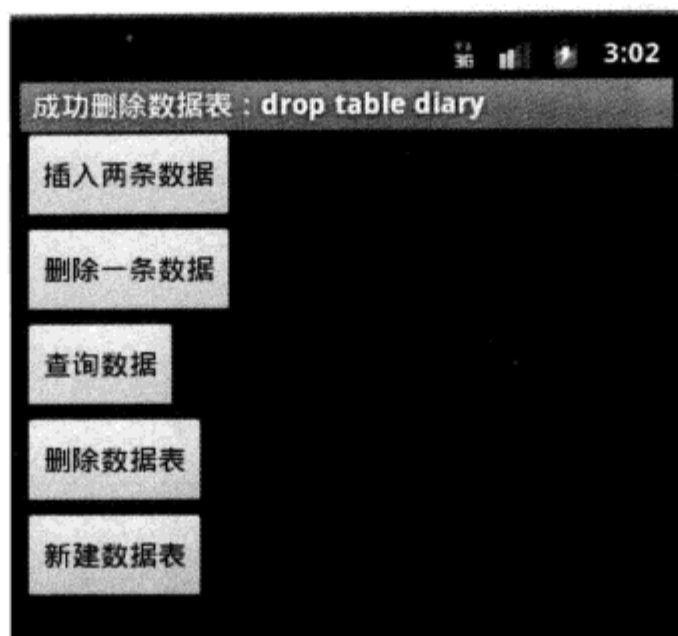 3G 3:02
成功删除数据表：drop table diary
插入两条数据
删除一条数据
查询数据
删除数据表
新建数据表